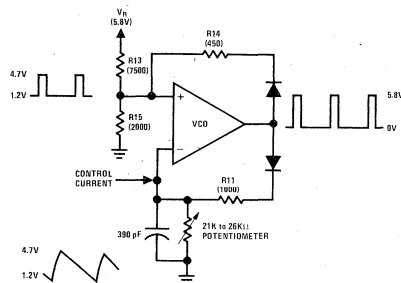 VR
(5.8V)
R14
(450)
R13
(7500)
4.7V
1.2V
+
VCO
5.8V
0V
R15
(2000)
−
CONTROL
CURRENT
R11
(1000)
390 pF
21K to 26KΩ
POTENTIOMETER
4.7V
1.2V